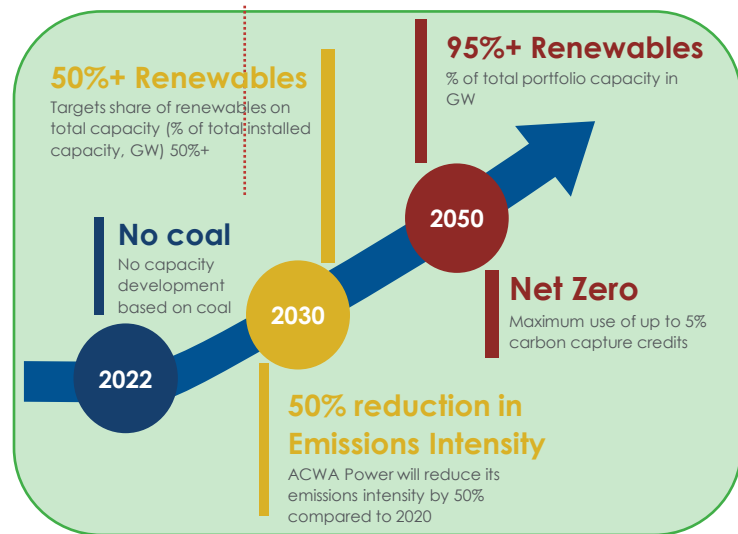 50%+ Renewables
Targets share of renewables on
total capacity (% of total installed
capacity, GW) 50%+
95%+ Renewables
% of total portfolio capacity in
GW
No coal
No capacity
development
based on coal
2022
2030
2050
Net Zero
Maximum use of up to 5%
carbon capture credits
50% reduction in
Emissions Intensity
ACWA Power will reduce its
emissions intensity by 50%
compared to 2020